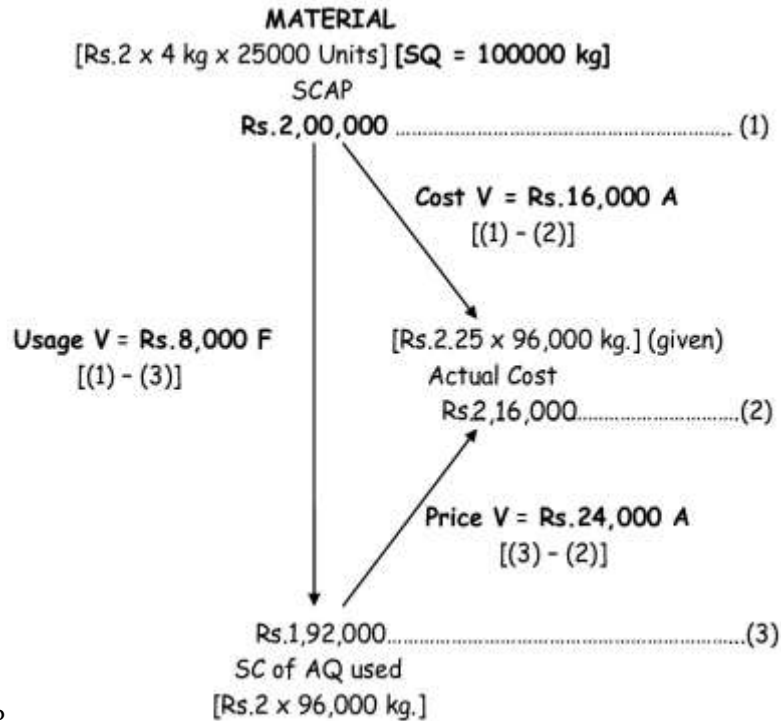 MATERIAL
[Rs.2 x 4 kg x 25000 Units] [SQ = 100000 kg]
SCAP
Rs.2,00,000 ........................................................... (1)
Cost V = Rs.16,000 A
[(1) – (2)]
Usage V = Rs.8,000 F
[(1) – (3)]
[Rs.2.25 x 96,000 kg.] (given)
Actual Cost
Rs.2,16,000............................(2)
Price V = Rs.24,000 A
[(3) – (2)]
Rs.1,92,000...............................................................(3)
SC of AQ used
[Rs.2 x 96,000 kg.]